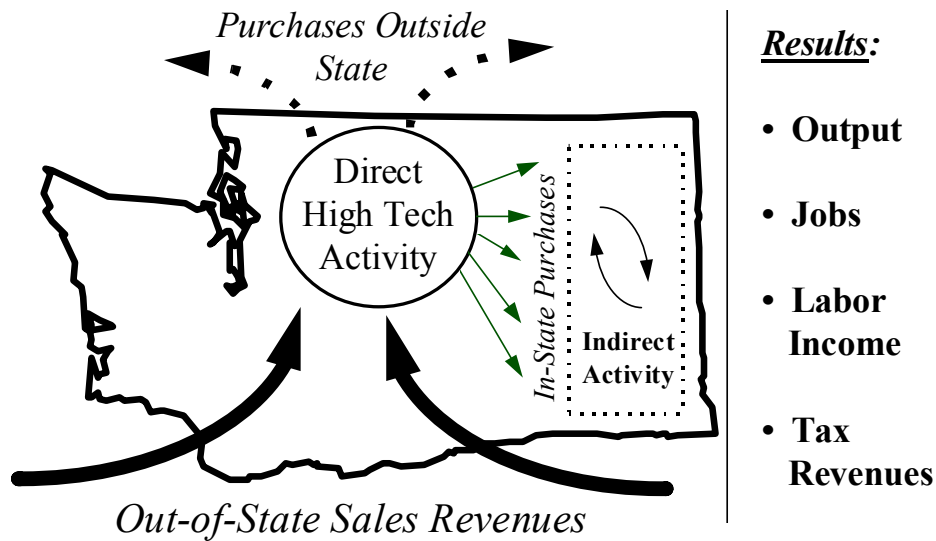 Purchases Outside
State
Direct
High Tech
Activity
In-State Purchases
Indirect
Activity
Out-of-State Sales Revenues
Results:
• Output
• Jobs
• Labor
Income
• Tax
Revenues